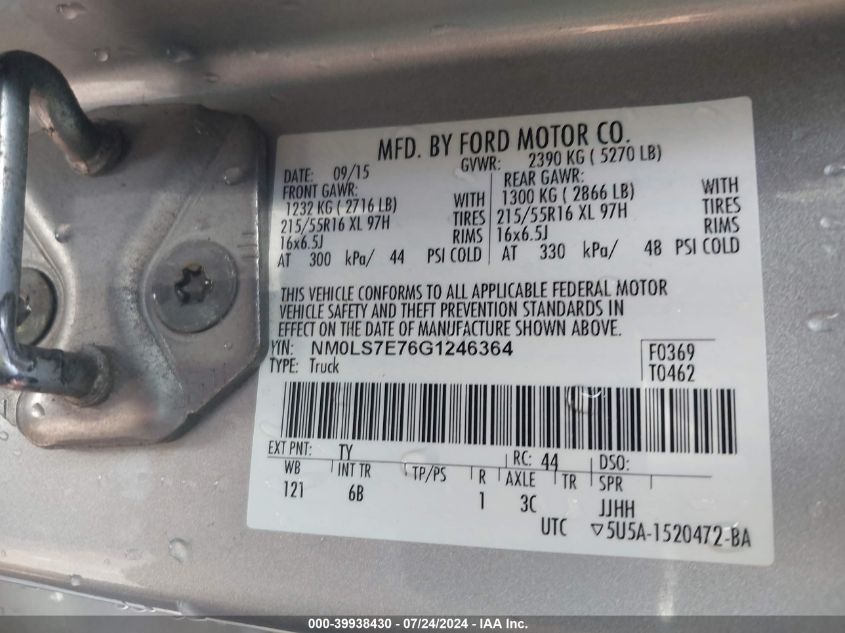 MFD. BY FORD MOTOR CO.
DATE: 09/15 GVWR: 2390 KG ( 5270 LB)
FRONT GAWR: REAR GAWR:
1232 KG ( 2716 LB) WITH 1300 KG ( 2866 LB) WITH
215/55R16 XL 97H TIRES 215/55R16 XL 97H TIRES
16x6.5J RIMS 16x6.5J RIMS
AT 300 kPa/ 44 PSI COLD AT 330 kPa/ 48 PSI COLD
THIS VEHICLE CONFORMS TO ALL APPLICABLE FEDERAL MOTOR
VEHICLE SAFETY AND THEFT PREVENTION STANDARDS IN
EFFECT ON THE DATE OF MANUFACTURE SHOWN ABOVE.
VIN: NM0LS7E76G1246364 F0369
TYPE: Truck T0462
EXT PNT: TY RC: 44 DSO:
WB INT TR TP/PS R AXLE TR SPR
121 6B 1 3C JJHH
UTC ▽5U5A-1520472-BA
000-39938430 / 07/24/2024 - IAA Inc.